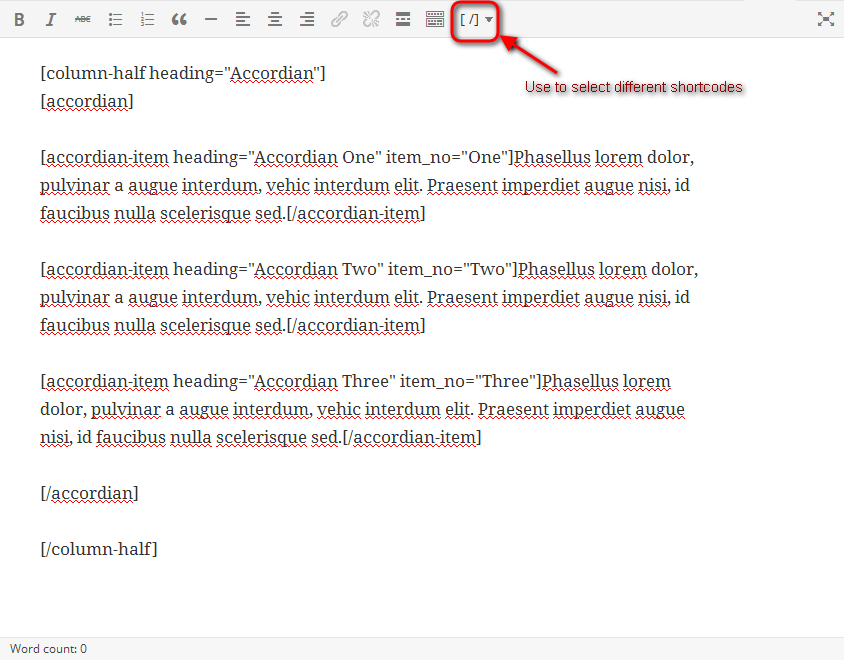 B I ABC [ /]
Use to select different shortcodes
[column-half heading="Accordian"]
[accordian]
[accordian-item heading="Accordian One" item_no="One"]Phasellus lorem dolor,
pulvinar a augue interdum, vehic interdum elit. Praesent imperdiet augue nisi, id
faucibus nulla scelerisque sed.[/accordian-item]
[accordian-item heading="Accordian Two" item_no="Two"]Phasellus lorem dolor,
pulvinar a augue interdum, vehic interdum elit. Praesent imperdiet augue nisi, id
faucibus nulla scelerisque sed.[/accordian-item]
[accordian-item heading="Accordian Three" item_no="Three"]Phasellus lorem
dolor, pulvinar a augue interdum, vehic interdum elit. Praesent imperdiet augue
nisi, id faucibus nulla scelerisque sed.[/accordian-item]
[/accordian]
[/column-half]
Word count: 0